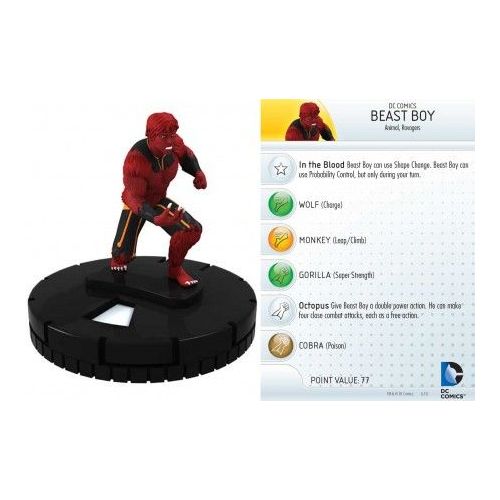 DC COMICS
BEAST BOY
Animal, Ravagers
In the Blood Beast Boy can use Shape Change. Beast Boy can
use Probability Control, but only during your turn.
WOLF (Charge)
MONKEY (Leap/Climb)
GORILLA (Super Strength)
Octopus Give Beast Boy a double power action. He can make
four close combat attacks, each as a free action.
COBRA (Poison)
POINT VALUE: 77
DC
COMICS™